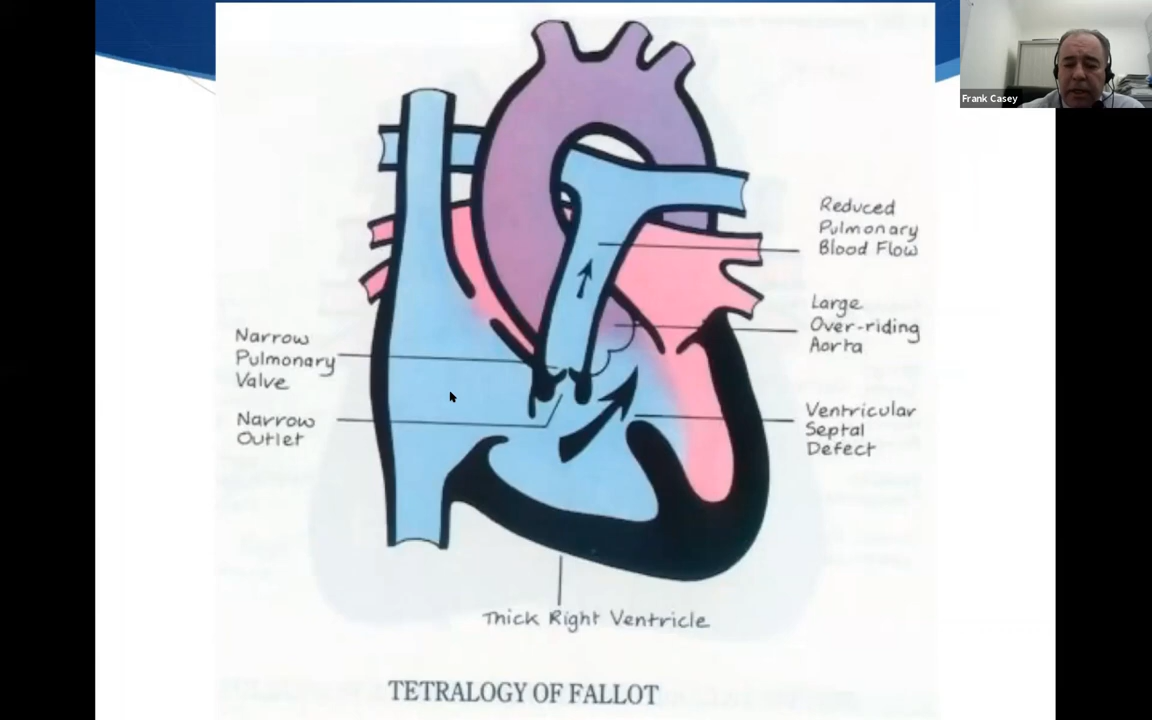 Frank Casey
Reduced
Pulmonary
Blood Flow
Large
Over-riding
Aorta
Narrow
Pulmonary
Valve
Narrow
Outlet
Ventricular
Septal
Defect
Thick Right Ventricle
TETRALOGY OF FALLOT